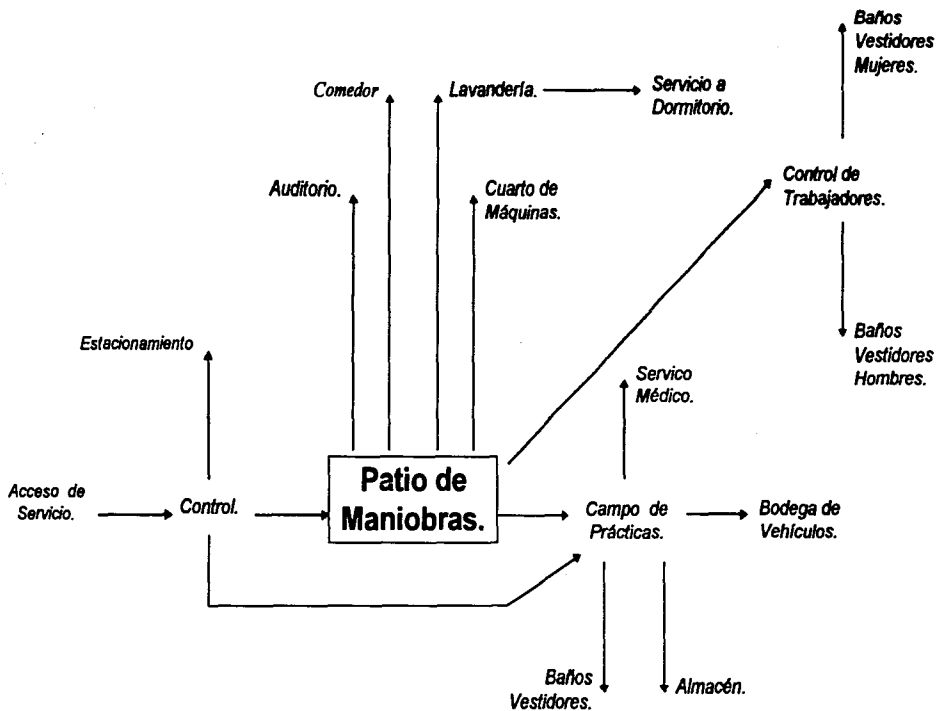 Baños
Vestidores
Mujeres.
Comedor
Lavandería.
Servicio a
Dormitorio.
Auditorio.
Cuarto de
Máquinas.
Control de
Trabajadores.
Estacionamiento
Baños
Vestidores
Hombres.
Servico
Médico.
Patio de
Maniobras.
Acceso de
Servicio.
Control.
Campo de
Prácticas.
Bodega de
Vehículos.
Baños
Vestidores.
Almacén.